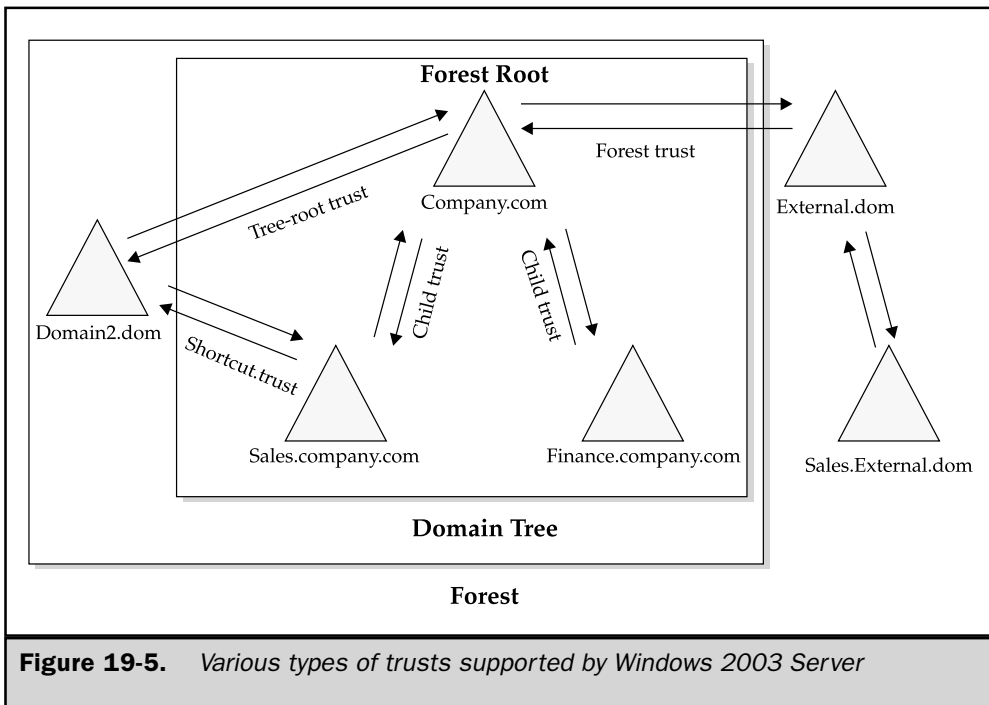 Forest Root
Forest trust
Company.com
External.dom
Tree-root trust
Child trust
Child trust
Domain2.dom
Shortcut.trust
Sales.company.com
Finance.company.com
Sales.External.dom
Domain Tree
Forest
Figure 19-5. Various types of trusts supported by Windows 2003 Server